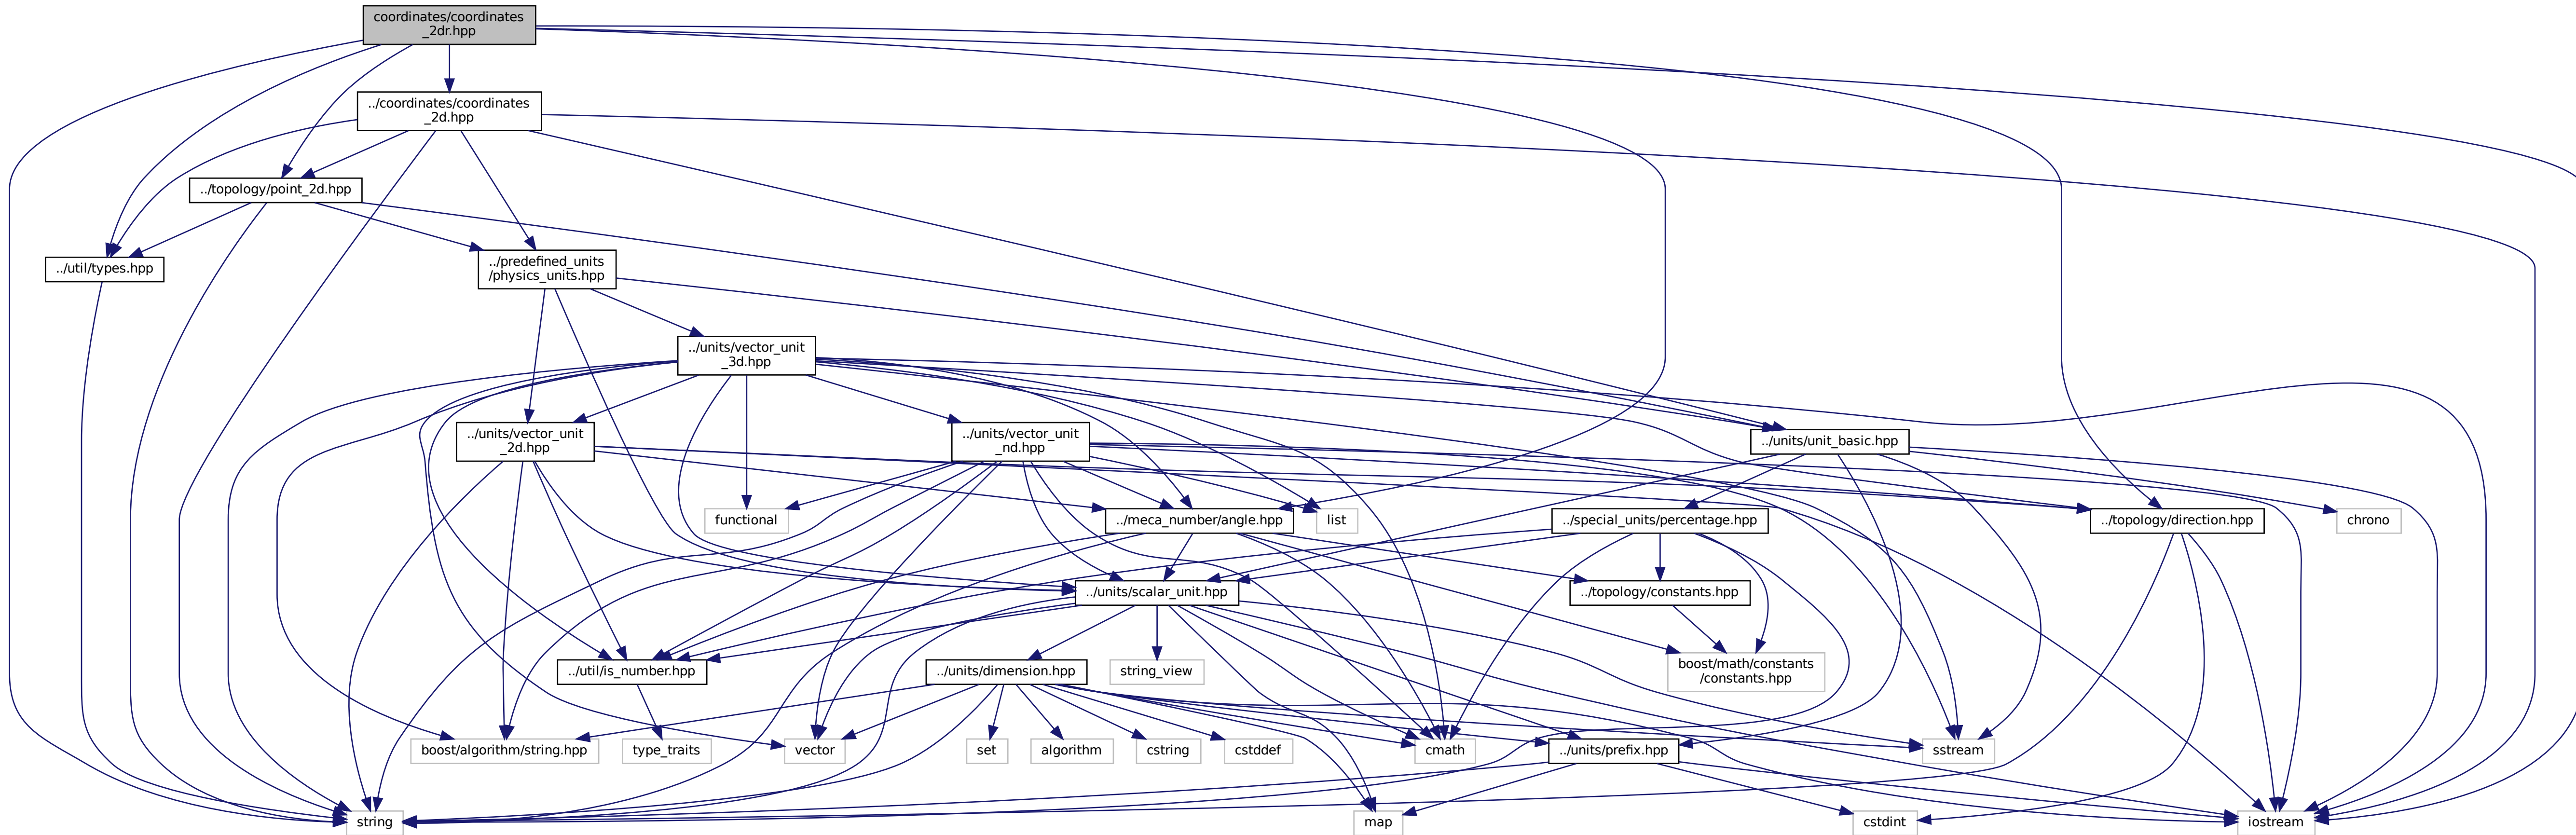 coordinates/coordinates
_2dr.hpp
../coordinates/coordinates
_2d.hpp
../topology/point_2d.hpp
../util/types.hpp
../predefined_units
/physics_units.hpp
../units/vector_unit
_3d.hpp
../units/vector_unit
_2d.hpp
../units/vector_unit
_nd.hpp
../units/unit_basic.hpp
functional
../meca_number/angle.hpp
list
../special_units/percentage.hpp
../topology/direction.hpp
chrono
../units/scalar_unit.hpp
../topology/constants.hpp
../util/is_number.hpp
../units/dimension.hpp
string_view
boost/math/constants
/constants.hpp
boost/algorithm/string.hpp
type_traits
vector
set
algorithm
cstring
cstddef
cmath
../units/prefix.hpp
sstream
string
map
cstdint
iostream